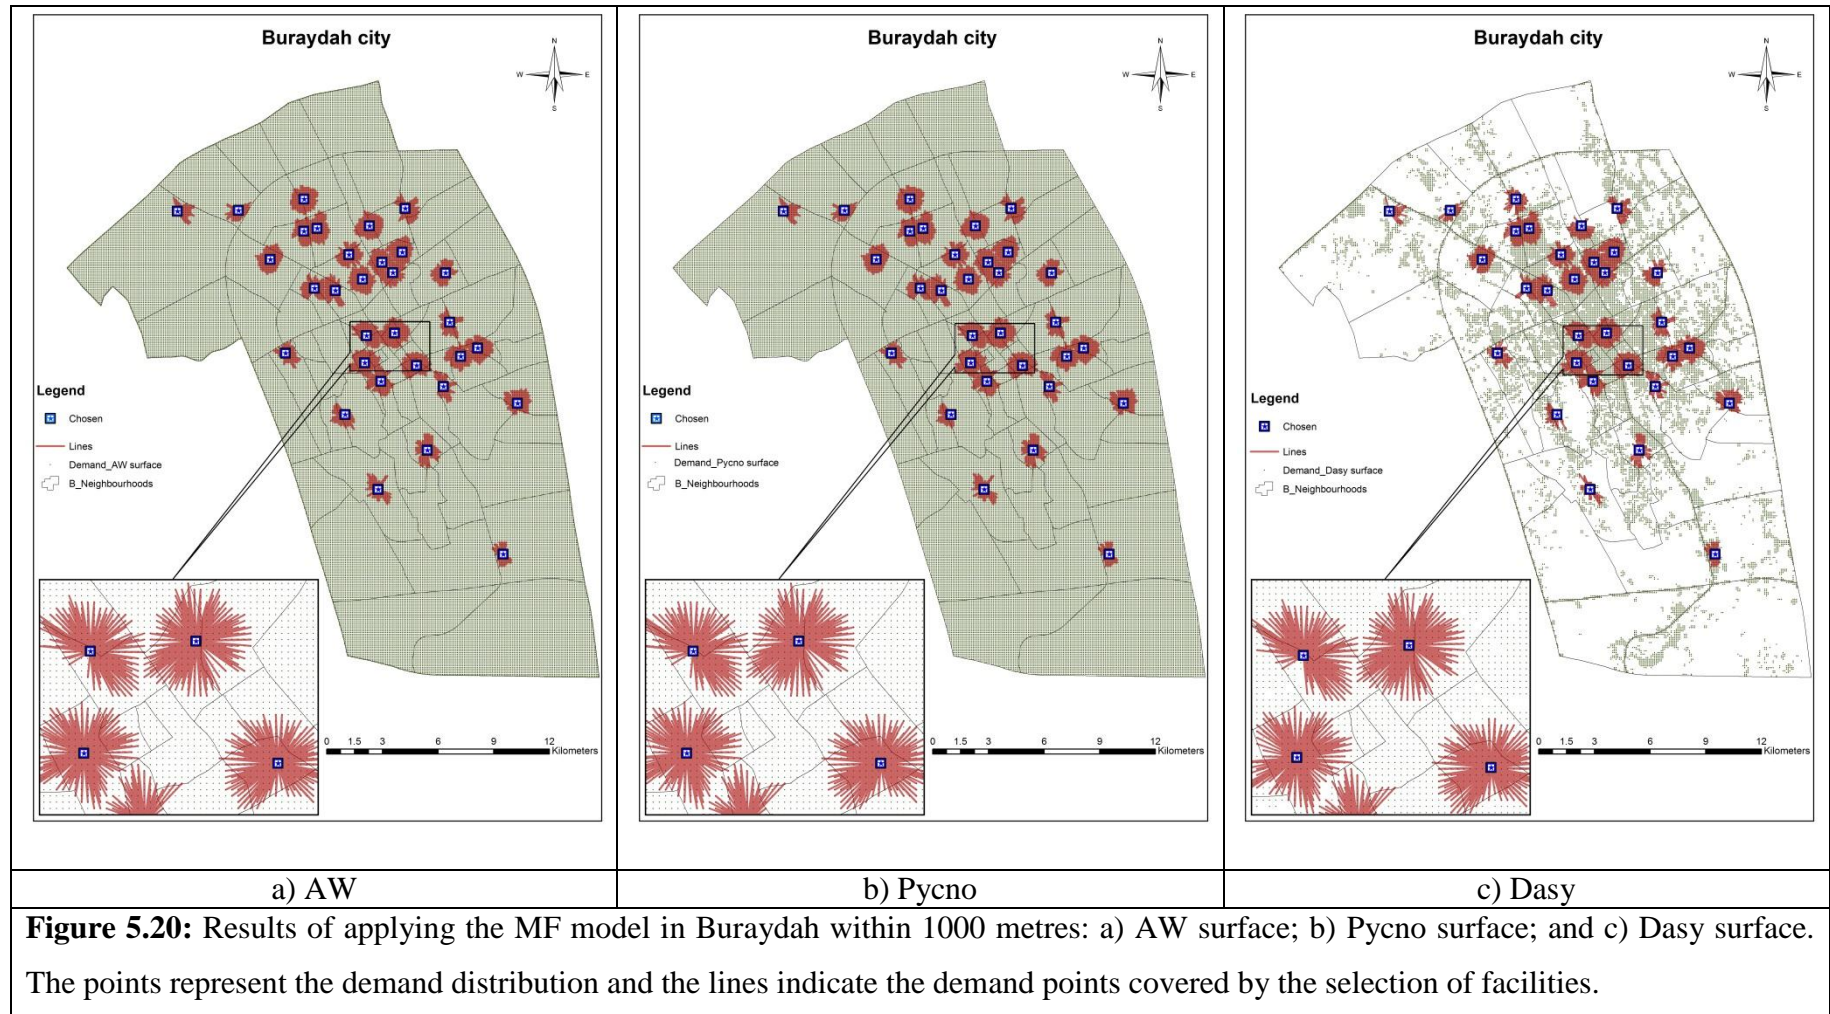 Buraydah city
N
W
E
S
Legend
Chosen
Lines
Demand_AW surface
B_Neighbourhoods
0 1.5 3 6 9 12
Kilometers
Buraydah city
N
W
E
S
Legend
Chosen
Lines
Demand_Pycno surface
B_Neighbourhoods
0 1.5 3 6 9 12
Kilometers
Buraydah city
N
W
E
S
Legend
Chosen
Lines
Demand_Dasy surface
B_Neighbourhoods
0 1.5 3 6 9 12
Kilometers
a) AW
b) Pycno
c) Dasy
Figure 5.20: Results of applying the MF model in Buraydah within 1000 metres: a) AW surface; b) Pycno surface; and c) Dasy surface.
The points represent the demand distribution and the lines indicate the demand points covered by the selection of facilities.